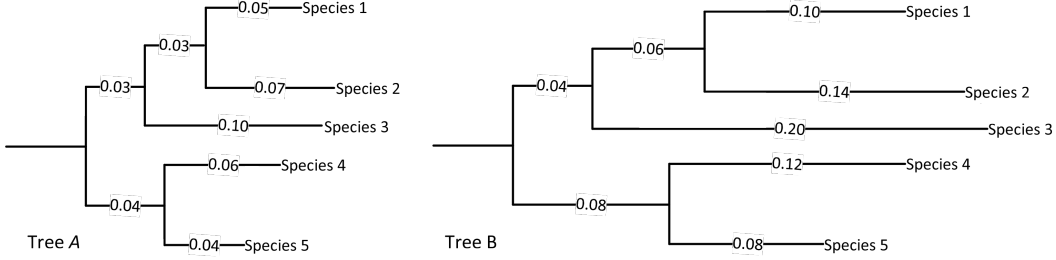 0.05 Species 1
0.03
0.07 Species 2
0.03
0.10 Species 3
0.06 Species 4
0.04
0.04 Species 5
Tree A
0.10 Species 1
0.06
0.14 Species 2
0.04
0.20 Species 3
0.12 Species 4
0.08
0.08 Species 5
Tree B